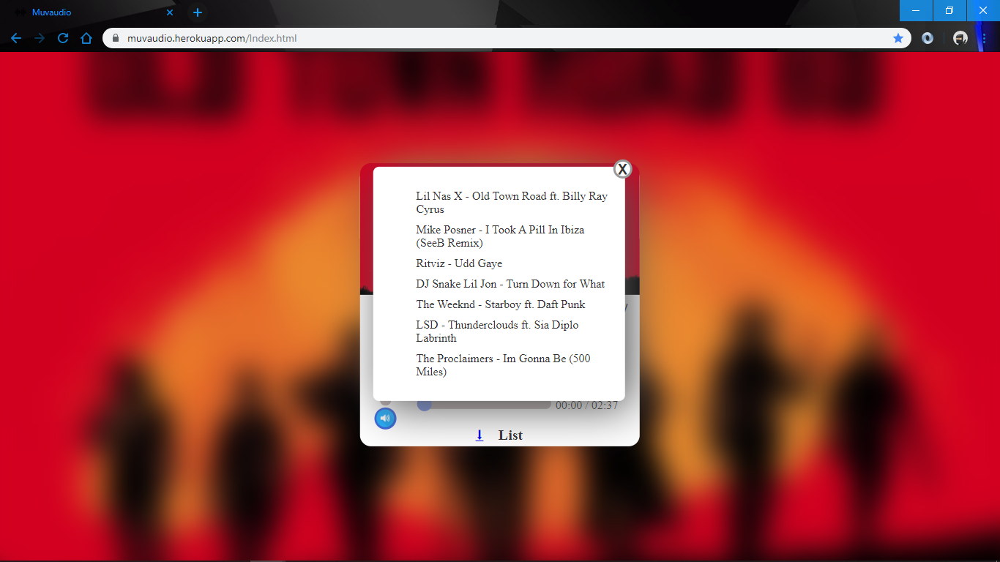 Muvaudio
muvaudio.herokuapp.com/Index.html
X
Lil Nas X - Old Town Road ft. Billy Ray
Cyrus
Mike Posner - I Took A Pill In Ibiza
(SeeB Remix)
Ritviz - Udd Gaye
DJ Snake Lil Jon - Turn Down for What
The Weeknd - Starboy ft. Daft Punk
LSD - Thunderclouds ft. Sia Diplo
Labrinth
The Proclaimers - Im Gonna Be (500
Miles)
00:00 / 02:37
List